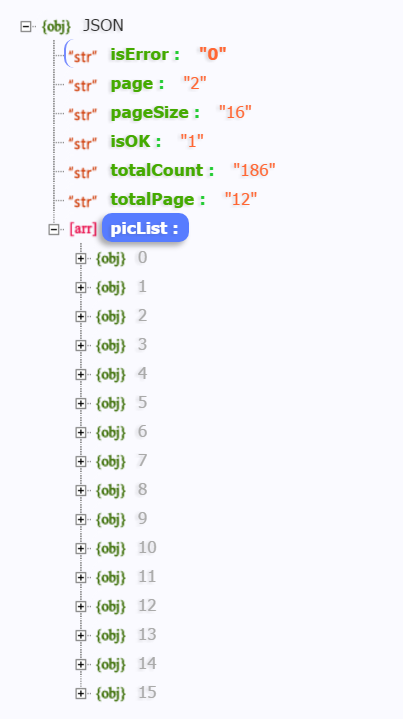 {obj} JSON
"str" isError : "0"
"str" page : "2"
"str" pageSize : "16"
"str" isOK : "1"
"str" totalCount : "186"
"str" totalPage : "12"
[arr] picList :
{obj} 0
{obj} 1
{obj} 2
{obj} 3
{obj} 4
{obj} 5
{obj} 6
{obj} 7
{obj} 8
{obj} 9
{obj} 10
{obj} 11
{obj} 12
{obj} 13
{obj} 14
{obj} 15